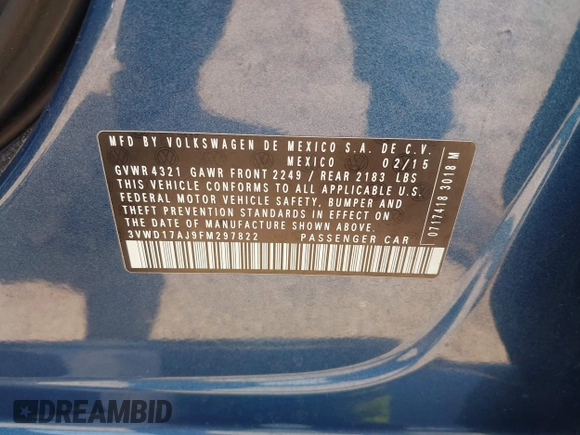 MFD BY VOLKSWAGEN DE MEXICO S.A. DE C.V.
MEXICO 02/15
GVWR 4321 GAWR FRONT 2249 / REAR 2183 LBS
THIS VEHICLE CONFORMS TO ALL APPLICABLE U.S.
FEDERAL MOTOR VEHICLE SAFETY, BUMPER AND
THEFT PREVENTION STANDARDS IN EFFECT ON
THE DATE OF MANUFACTURE SHOWN ABOVE.
3VWD17AJ9FM297822 PASSENGER CAR
0717418 3018 M
DREAMBID